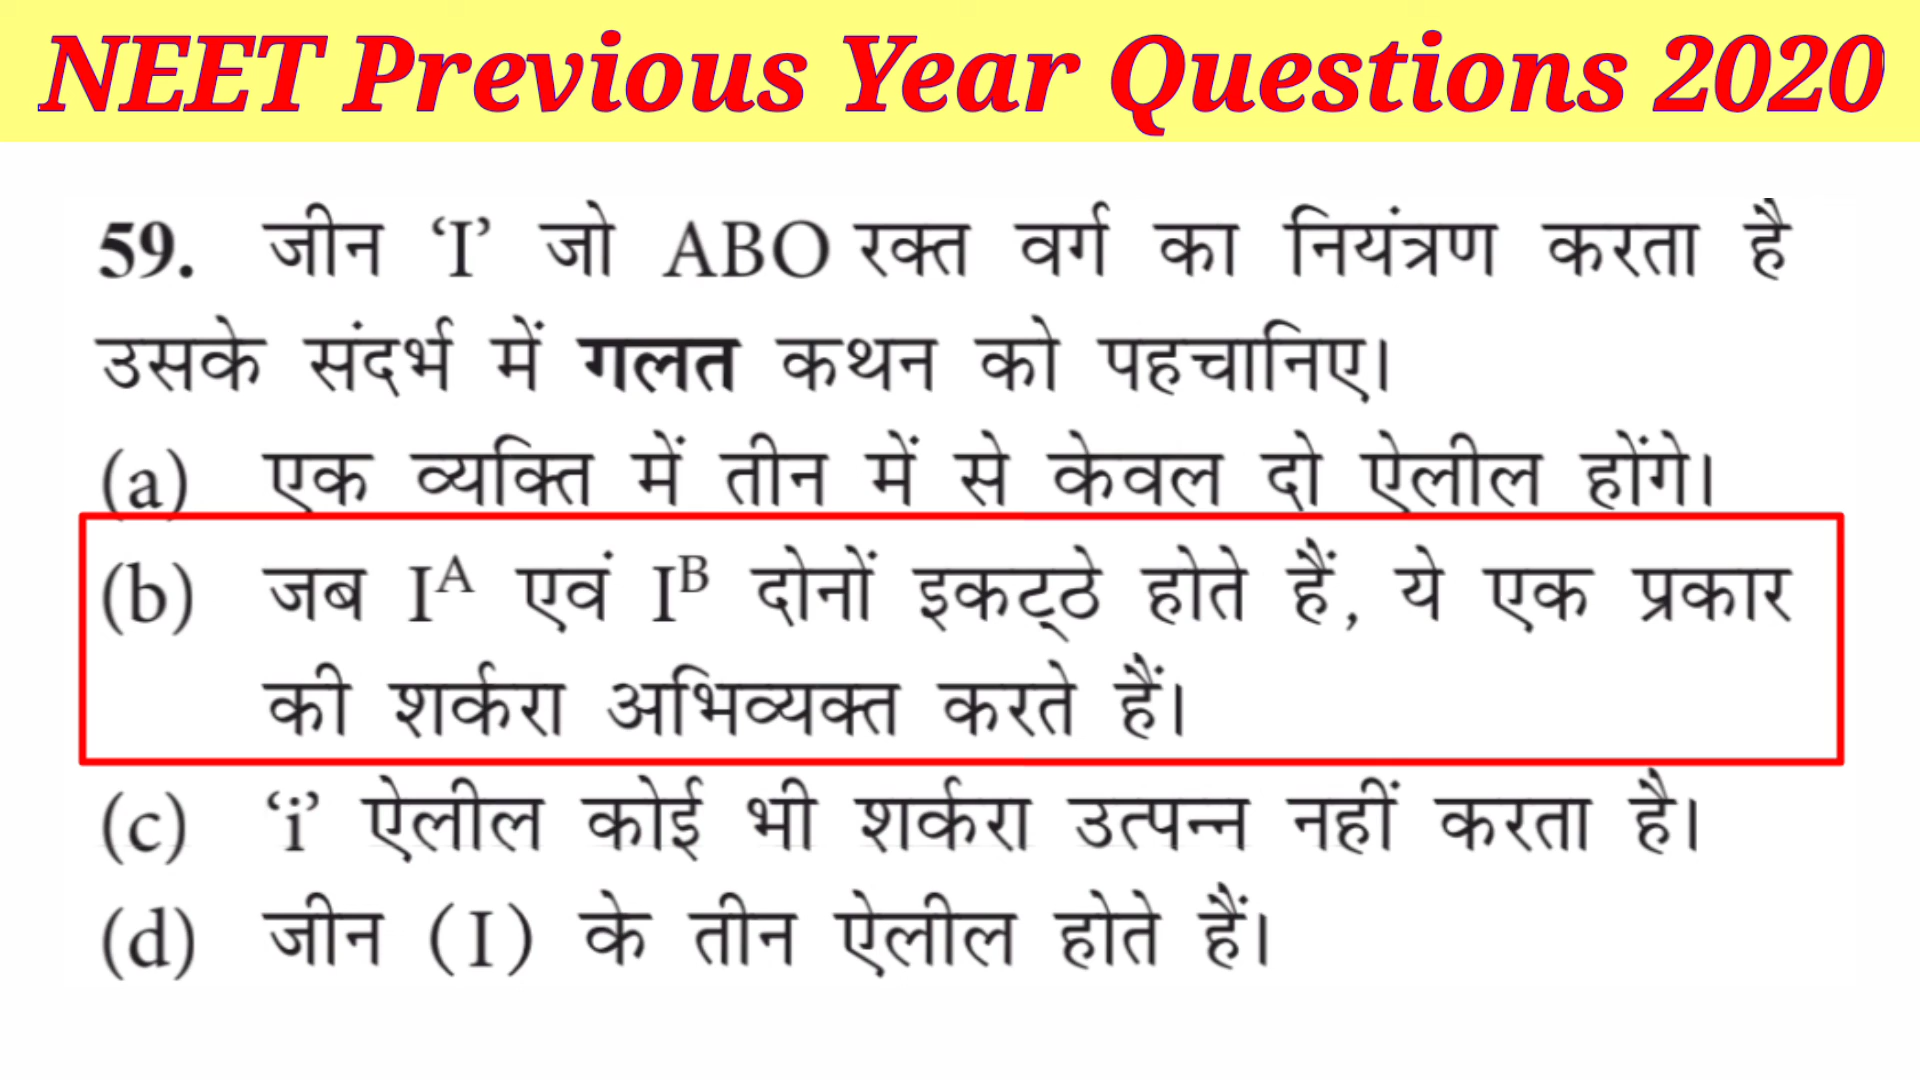 NEET Previous Year Questions 2020
59. जीन ‘I’ जो ABO रक्त वर्ग का नियंत्रण करता है
उसके संदर्भ में गलत कथन को पहचानिए।
(a) एक व्यक्ति में तीन में से केवल दो ऐलील होंगे।
(b) जब Iᴬ एवं Iᴮ दोनों इकट्ठे होते हैं, ये एक प्रकार
की शर्करा अभिव्यक्त करते हैं।
(c) ‘i’ ऐलील कोई भी शर्करा उत्पन्न नहीं करता है।
(d) जीन (I) के तीन ऐलील होते हैं।